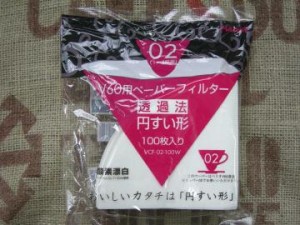 02
V60用ペーパーフィルター
透過法
円すい形
100枚入り
VCF-02-100W
02
酸素漂白
おいしいカタチは「円すい形」